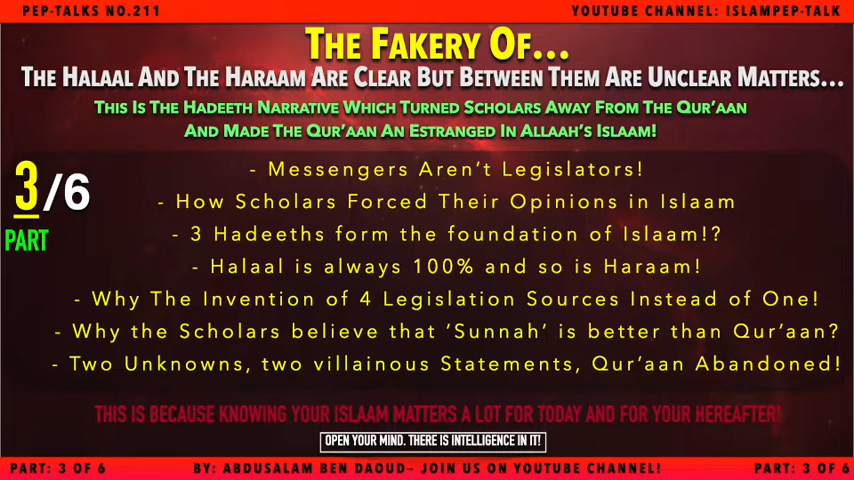 PEP-TALKS NO.211
YOUTUBE CHANNEL: ISLAMPEP-TALK
THE FAKERY OF...
THE HALAAL AND THE HARAAM ARE CLEAR BUT BETWEEN THEM ARE UNCLEAR MATTERS...
THIS IS THE HADEETH NARRATIVE WHICH TURNED SCHOLARS AWAY FROM THE QUR'AAN
AND MADE THE QUR'AAN AN ESTRANGED IN ALLAAH'S ISLAAM!
3/6
PART
- Messengers Aren't Legislators!
- How Scholars Forced Their Opinions in Islaam
- 3 Hadeeths form the foundation of Islaam!?
- Halaal is always 100% and so is Haraam!
- Why The Invention of 4 Legislation Sources Instead of One!
- Why the Scholars believe that 'Sunnah' is better than Qur'aan?
- Two Unknowns, two villainous Statements, Qur'aan Abandoned!
THIS IS BECAUSE KNOWING YOUR ISLAAM MATTERS A LOT FOR TODAY AND FOR YOUR HEREAFTER!
OPEN YOUR MIND. THERE IS INTELLIGENCE IN IT!
PART: 3 OF 6
BY: ABDUSALAM BEN DAOUD– JOIN US ON YOUTUBE CHANNEL!
PART: 3 OF 6